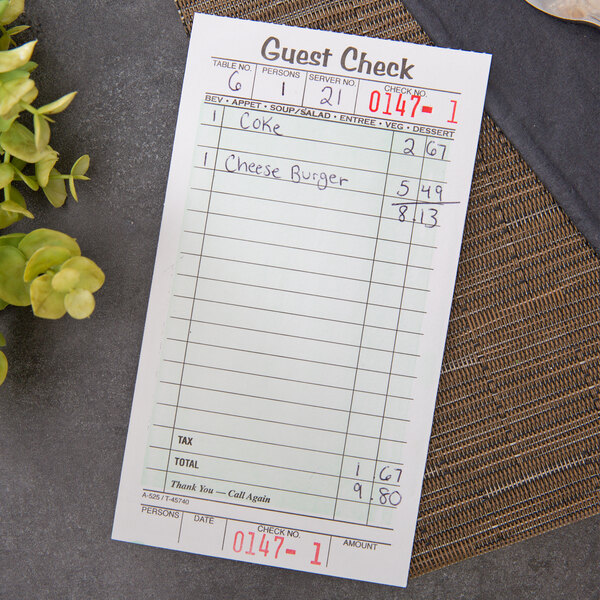 Guest Check
TABLE NO. PERSONS SERVER NO. CHECK NO.
6 1 21 0147- 1
BEV • APPET • SOUP/SALAD • ENTREE • VEG • DESSERT
1 Coke 2 67
1 Cheese Burger 5 49
8.13
TAX 1.67
TOTAL 9.80
Thank You — Call Again
A-525 / T-45740
PERSONS DATE CHECK NO. AMOUNT
0147- 1